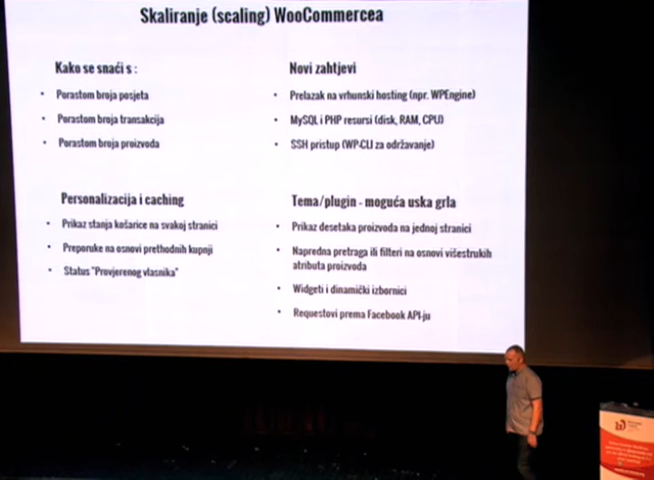 Skaliranje (scaling) WooCommercea
Kako se snaći s :
• Porastom broja posjeta
• Porastom broja transakcija
• Porastom broja proizvoda
Novi zahtjevi
• Prelazak na vrhunski hosting (npr. WPEngine)
• MySQL i PHP resursi (disk, RAM, CPU)
• SSH pristup (WP-CLI za održavanje)
Personalizacija i caching
• Prikaz stanja košarice na svakoj stranici
• Preporuke na osnovi prethodnih kupnji
• Status "Provjerenog vlasnika"
Tema/plugin - moguća uska grla
• Prikaz desetaka proizvoda na jednoj stranici
• Napredna pretraga ili filteri na osnovi višestrukih
atributa proizvoda
• Widgeti i dinamički izbornici
• Requestovi prema Facebook API-ju